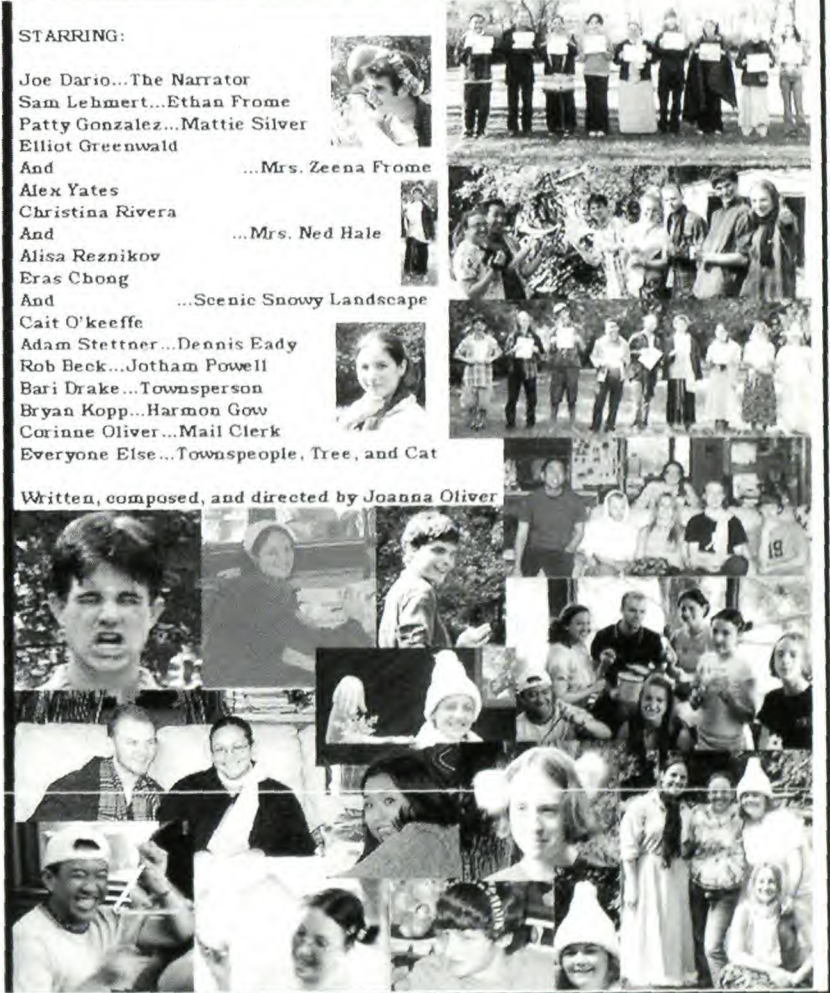 STARRING:
Joe Dario...The Narrator
Sam Lehmert...Ethan Frome
Patty Gonzalez...Mattie Silver
Elliot Greenwald
And ...Mrs. Zeena Frome
Alex Yates
Christina Rivera
And ...Mrs. Ned Hale
Alisa Reznikov
Eras Chong
And ...Scenic Snowy Landscape
Cait O'keeffe
Adam Stettner...Dennis Eady
Rob Beck...Jotham Powell
Bari Drake...Townsperson
Bryan Kopp...Harmon Gow
Corinne Oliver...Mail Clerk
Everyone Else...Townspeople, Tree, and Cat
Written, composed, and directed by Joanna Oliver
19